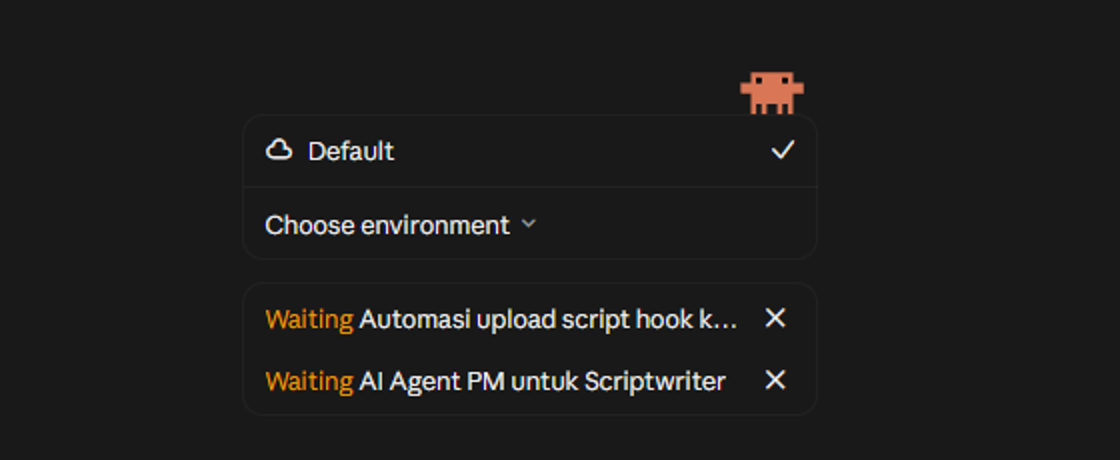 Default
Choose environment
Waiting Automasi upload script hook k...
Waiting AI Agent PM untuk Scriptwriter